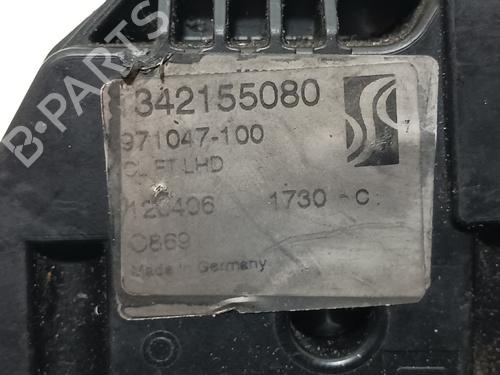 342155080
971047-100
CL FT LHD
120406 1730 - C
C869
Made in Germany
B-PARTS